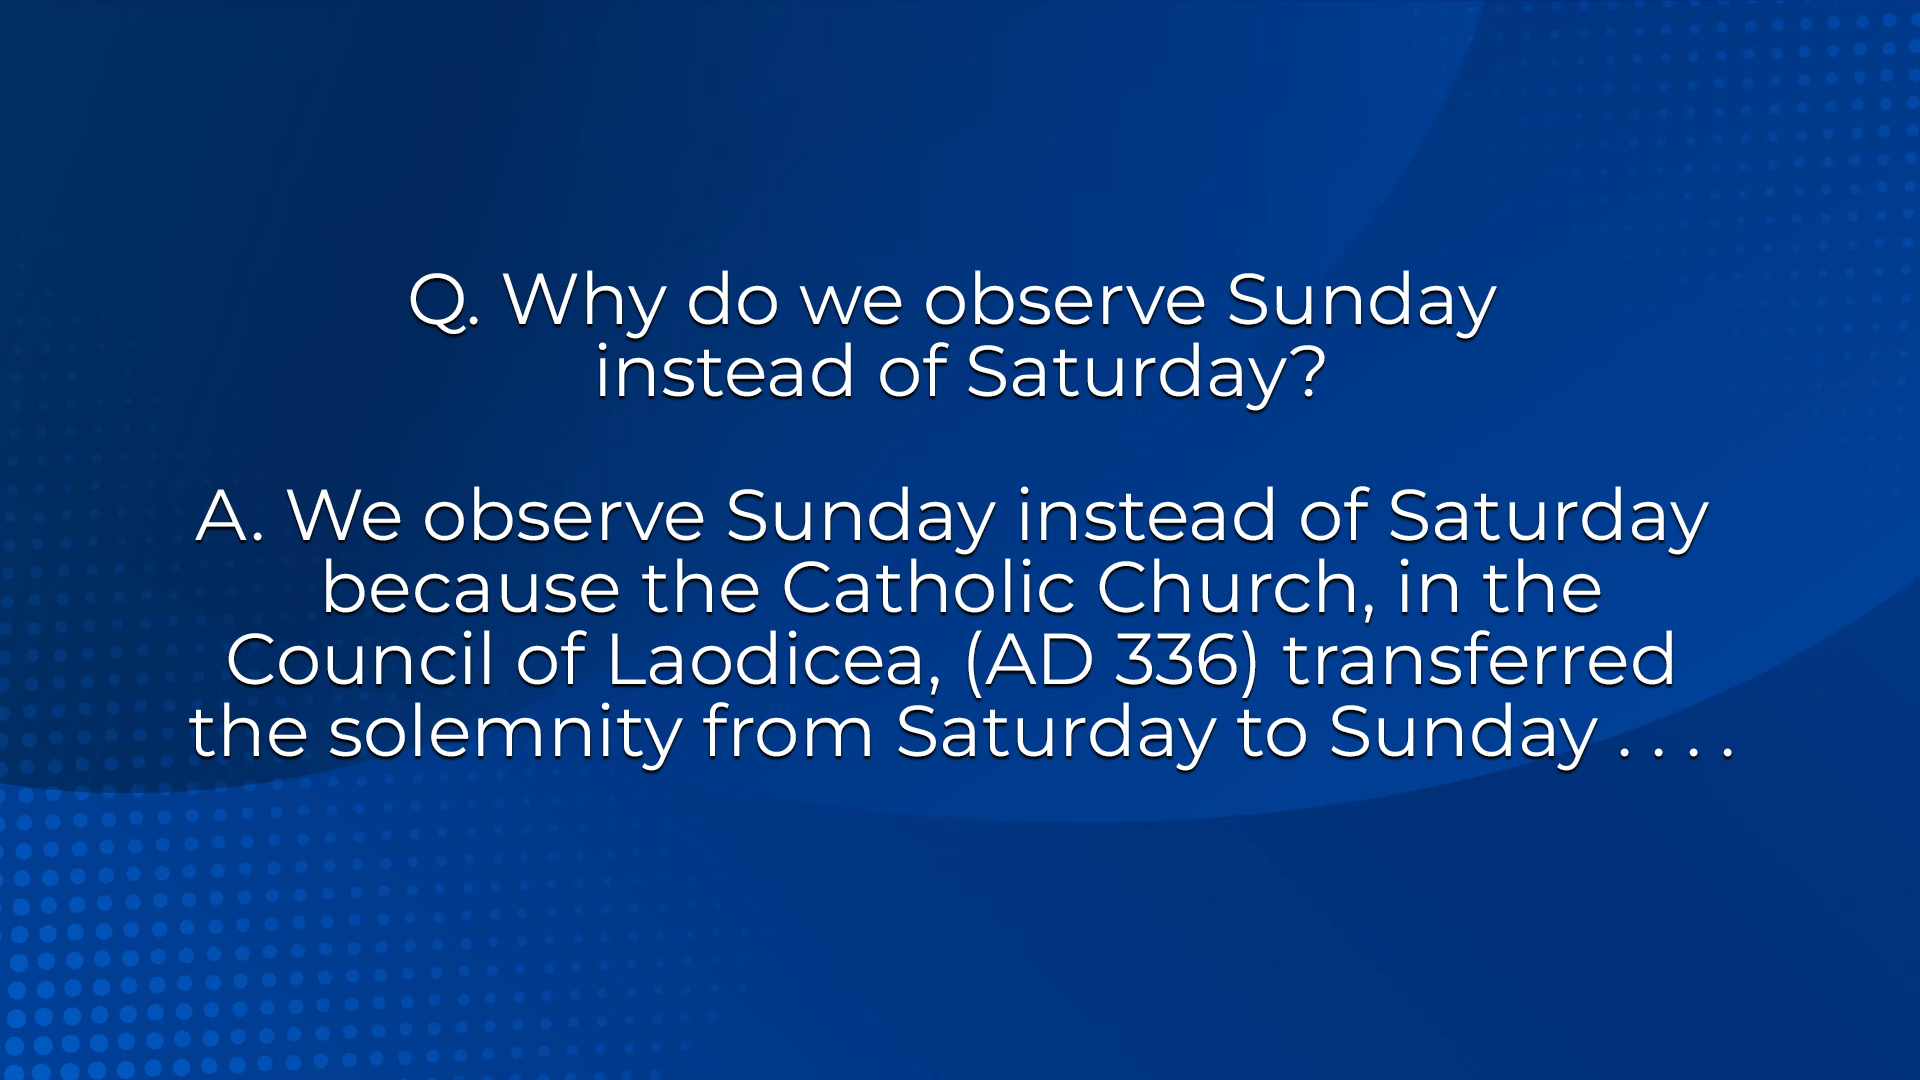 Q. Why do we observe Sunday
instead of Saturday?
A. We observe Sunday instead of Saturday
because the Catholic Church, in the
Council of Laodicea, (AD 336) transferred
the solemnity from Saturday to Sunday . . . .